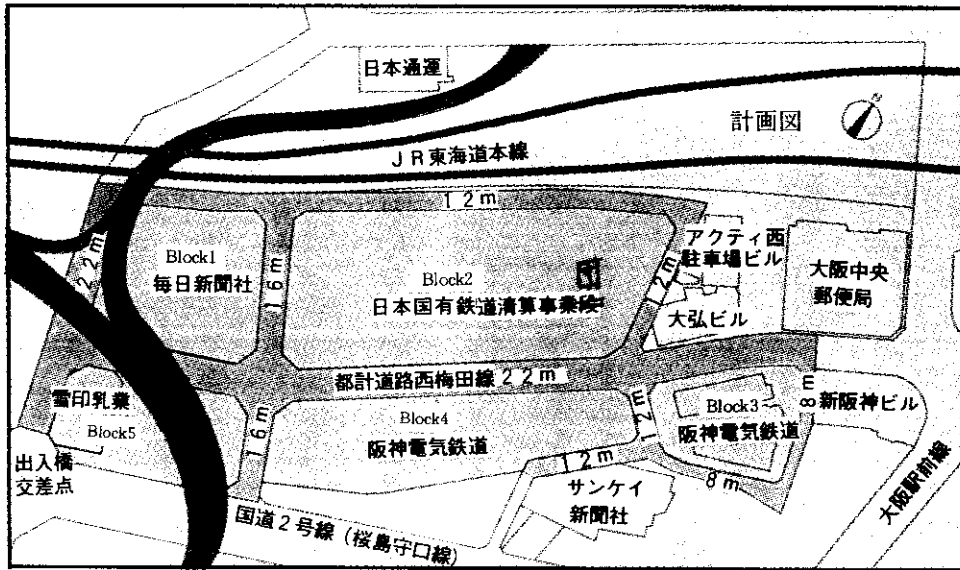 日本通運
計画図
N
JR東海道本線
12m
22m
Block1
毎日新聞社
16m
Block2
日本国有鉄道清算事業段
12m
アクティ西
駐車場ビル
大弘ビル
大阪中央
郵便局
都計道路西梅田線22m
雪印乳業
Block5
16m
Block4
阪神電気鉄道
12m
Block3
阪神電気鉄道
8m
新阪神ビル
出入橋
交差点
12m
8m
サンケイ
新聞社
国道2号線(桜島守口線)
大阪駅前線